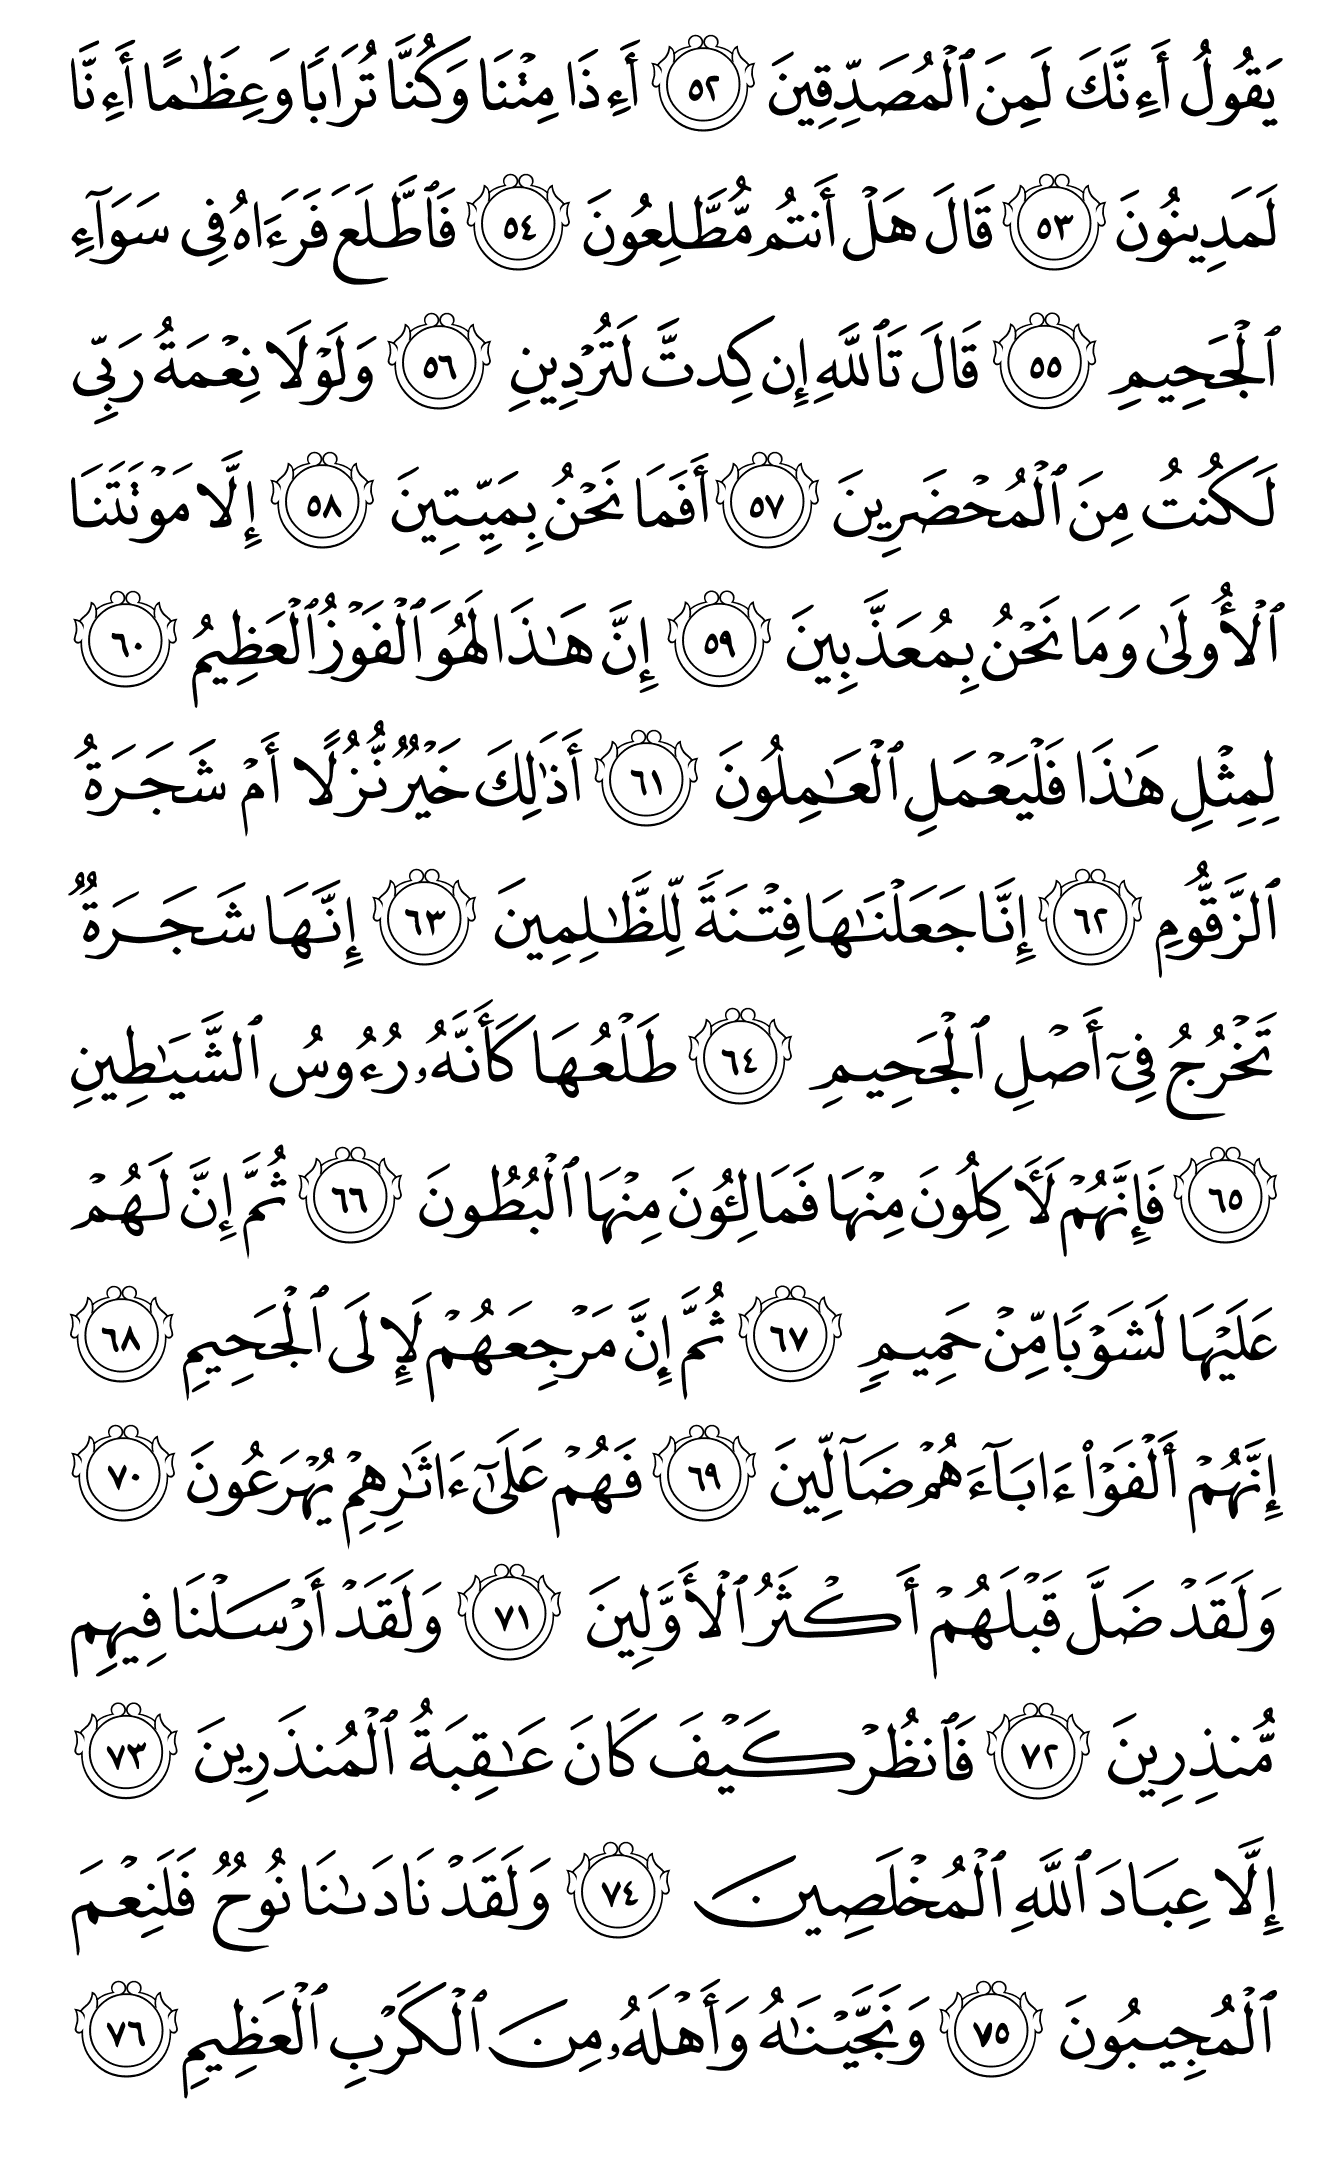 يَقُولُ أَءِنَّكَ لَمِنَ ٱلْمُصَدِّقِينَ ٥٢ أَءِذَا مِتْنَا وَكُنَّا تُرَابًا وَعِظَـٰمًا أَءِنَّا
لَمَدِينُونَ ٥٣ قَالَ هَلْ أَنتُم مُّطَّلِعُونَ ٥٤ فَٱطَّلَعَ فَرَءَاهُ فِى سَوَآءِ
ٱلْجَحِيمِ ٥٥ قَالَ تَٱللَّهِ إِن كِدتَّ لَتُرْدِينِ ٥٦ وَلَوْلَا نِعْمَةُ رَبِّى
لَكُنتُ مِنَ ٱلْمُحْضَرِينَ ٥٧ أَفَمَا نَحْنُ بِمَيِّتِينَ ٥٨ إِلَّا مَوْتَتَنَا
ٱلْأُولَىٰ وَمَا نَحْنُ بِمُعَذَّبِينَ ٥٩ إِنَّ هَـٰذَا لَهُوَ ٱلْفَوْزُ ٱلْعَظِيمُ ٦٠
لِمِثْلِ هَـٰذَا فَلْيَعْمَلِ ٱلْعَـٰمِلُونَ ٦١ أَذَٰلِكَ خَيْرٌ نُّزُلًا أَمْ شَجَرَةُ
ٱلزَّقُّومِ ٦٢ إِنَّا جَعَلْنَـٰهَا فِتْنَةً لِّلظَّـٰلِمِينَ ٦٣ إِنَّهَا شَجَرَةٌ
تَخْرُجُ فِىٓ أَصْلِ ٱلْجَحِيمِ ٦٤ طَلْعُهَا كَأَنَّهُۥ رُءُوسُ ٱلشَّيَـٰطِينِ
٦٥ فَإِنَّهُمْ لَـَٔاكِلُونَ مِنْهَا فَمَالِـُٔونَ مِنْهَا ٱلْبُطُونَ ٦٦ ثُمَّ إِنَّ لَهُمْ
عَلَيْهَا لَشَوْبًا مِّنْ حَمِيمٍ ٦٧ ثُمَّ إِنَّ مَرْجِعَهُمْ لَإِلَى ٱلْجَحِيمِ ٦٨
إِنَّهُمْ أَلْفَوْا۟ ءَابَآءَهُمْ ضَآلِّينَ ٦٩ فَهُمْ عَلَىٰٓ ءَاثَـٰرِهِمْ يُهْرَعُونَ ٧٠
وَلَقَدْ ضَلَّ قَبْلَهُمْ أَكْثَرُ ٱلْأَوَّلِينَ ٧١ وَلَقَدْ أَرْسَلْنَا فِيهِم
مُّنذِرِينَ ٧٢ فَٱنظُرْ كَيْفَ كَانَ عَـٰقِبَةُ ٱلْمُنذَرِينَ ٧٣
إِلَّا عِبَادَ ٱللَّهِ ٱلْمُخْلَصِينَ ٧٤ وَلَقَدْ نَادَىٰنَا نُوحٌ فَلَنِعْمَ
ٱلْمُجِيبُونَ ٧٥ وَنَجَّيْنَـٰهُ وَأَهْلَهُۥ مِنَ ٱلْكَرْبِ ٱلْعَظِيمِ ٧٦